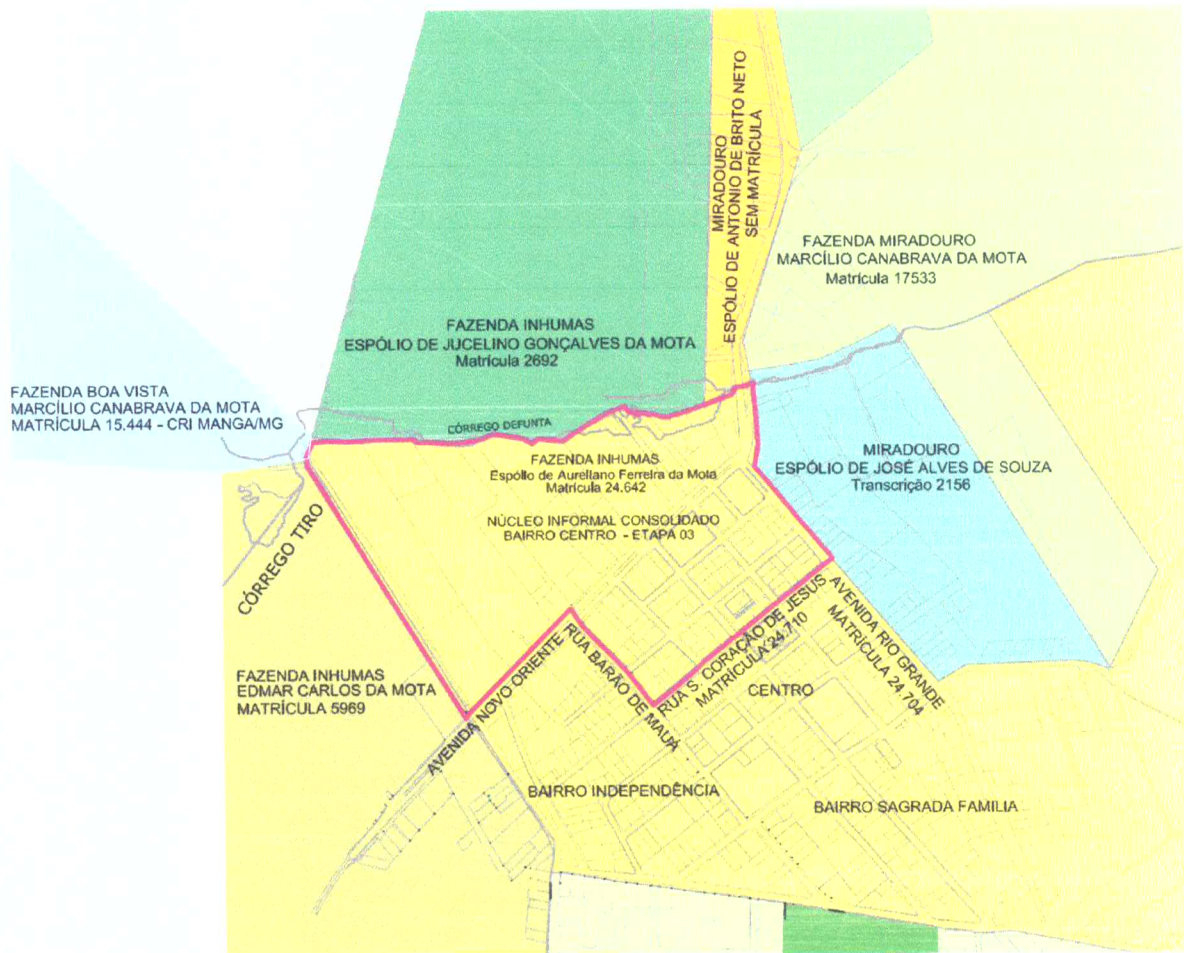 MIRADOURO
ESPÓLIO DE ANTONIO DE BRITO NETO
SEM MATRÍCULA
FAZENDA MIRADOURO
MARCÍLIO CANABRAVA DA MOTA
Matrícula 17533
FAZENDA INHUMAS
ESPÓLIO DE JUCELINO GONÇALVES DA MOTA
Matrícula 2692
FAZENDA BOA VISTA
MARCÍLIO CANABRAVA DA MOTA
MATRÍCULA 15.444 - CRI MANGA/MG
CÓRREGO DEFUNTA
FAZENDA INHUMAS
Espólio de Aureliano Ferreira da Mota
Matrícula 24.642
NÚCLEO INFORMAL CONSOLIDADO
BAIRRO CENTRO - ETAPA 03
MIRADOURO
ESPÓLIO DE JOSÉ ALVES DE SOUZA
Transcrição 2156
CÓRREGO TIRO
FAZENDA INHUMAS
EDMAR CARLOS DA MOTA
MATRÍCULA 5969
AVENIDA NOVO ORIENTE
RUA BARÃO DE MAUÁ
RUA S. CORAÇÃO DE JESUS
MATRÍCULA 24.710
AVENIDA RIO GRANDE
MATRÍCULA 24.704
CENTRO
BAIRRO INDEPENDÊNCIA
BAIRRO SAGRADA FAMILIA